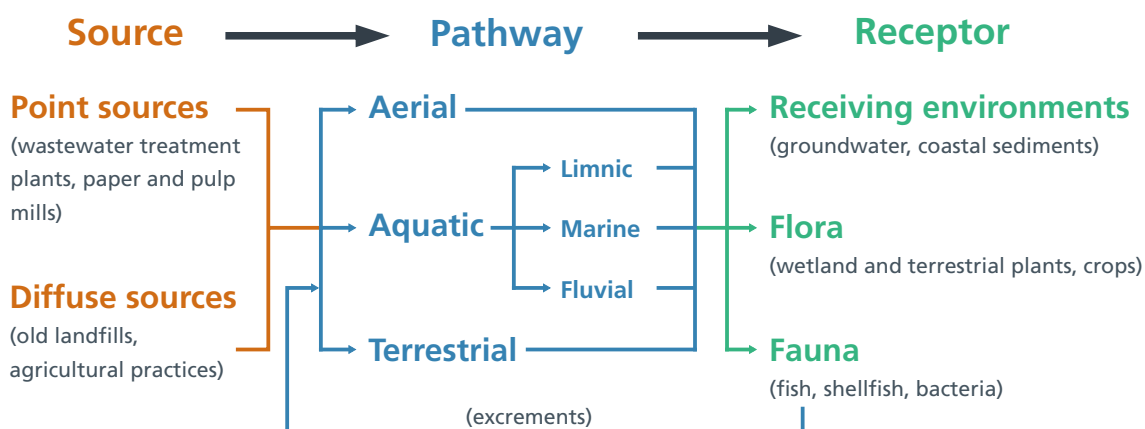 Source
Pathway
Receptor
Point sources
(wastewater treatment
plants, paper and pulp
mills)
Diffuse sources
(old landfills,
agricultural practices)
Aerial
Aquatic
Limnic
Marine
Fluvial
Terrestrial
(excrements)
Receiving environments
(groundwater, coastal sediments)
Flora
(wetland and terrestrial plants, crops)
Fauna
(fish, shellfish, bacteria)